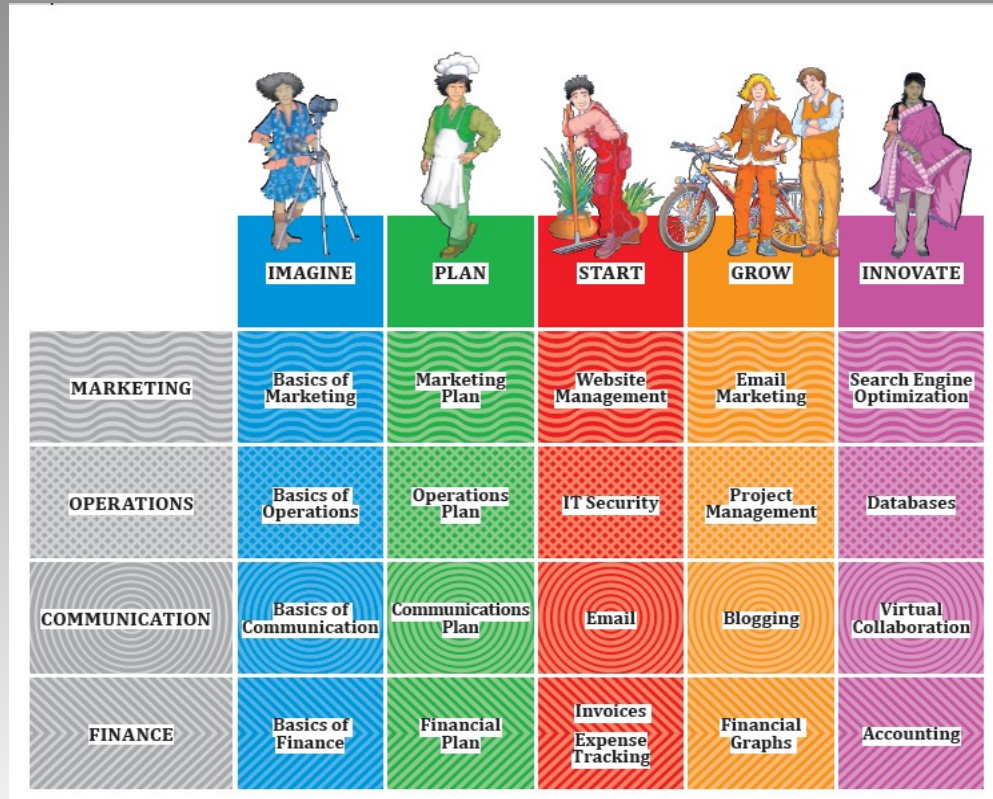 IMAGINE
PLAN
START
GROW
INNOVATE
MARKETING
Basics of
Marketing
Marketing
Plan
Website
Management
Email
Marketing
Search Engine
Optimization
OPERATIONS
Basics of
Operations
Operations
Plan
IT Security
Project
Management
Databases
COMMUNICATION
Basics of
Communication
Communications
Plan
Email
Blogging
Virtual
Collaboration
FINANCE
Basics of
Finance
Financial
Plan
Invoices
Expense
Tracking
Financial
Graphs
Accounting